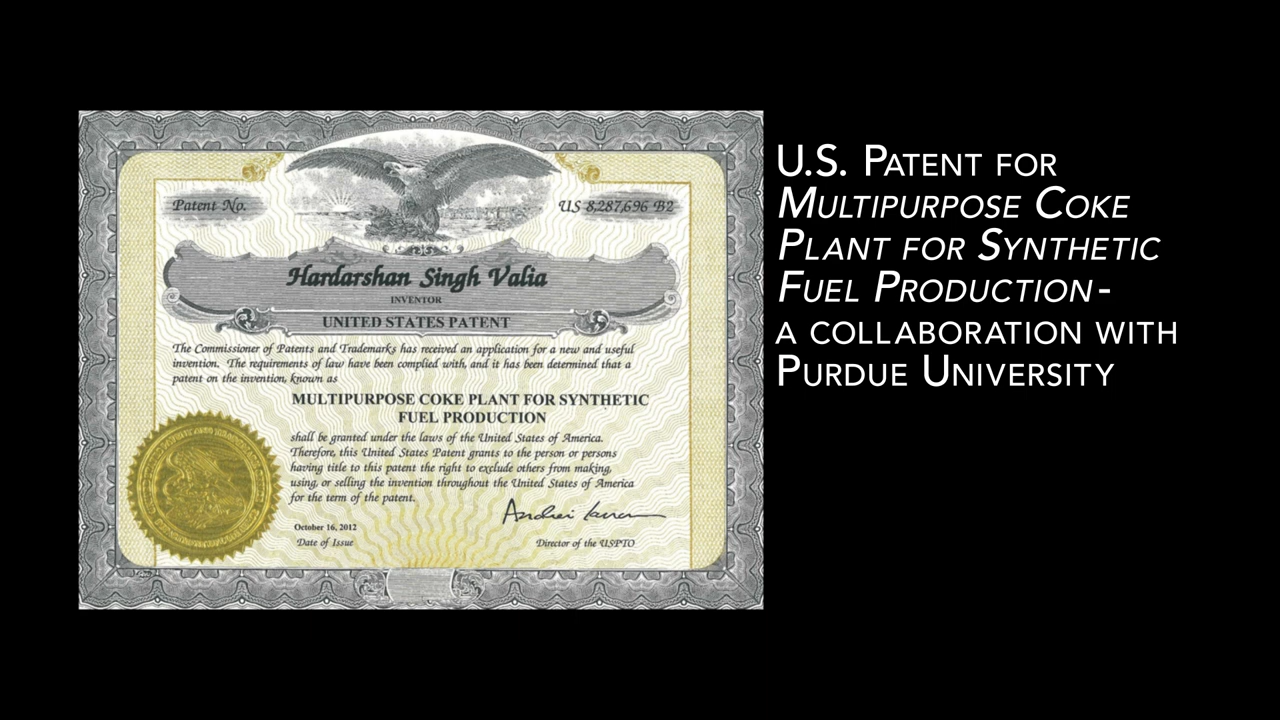 Patent No.
US 8,287,696 B2
Hardarshan Singh Valia
INVENTOR
UNITED STATES PATENT
The Commissioner of Patents and Trademarks has received an application for a new and useful
invention. The requirements of law have been complied with, and it has been determined that a
patent on the invention, known as
MULTIPURPOSE COKE PLANT FOR SYNTHETIC
FUEL PRODUCTION
shall be granted under the laws of the United States of America.
Therefore, this United States Patent grants to the person or persons
having title to this patent the right to exclude others from making,
using, or selling the invention throughout the United States of America
for the term of the patent.
October 16, 2012
Date of Issue
Director of the USPTO
U.S. PATENT FOR
MULTIPURPOSE COKE
PLANT FOR SYNTHETIC
FUEL PRODUCTION-
A COLLABORATION WITH
PURDUE UNIVERSITY